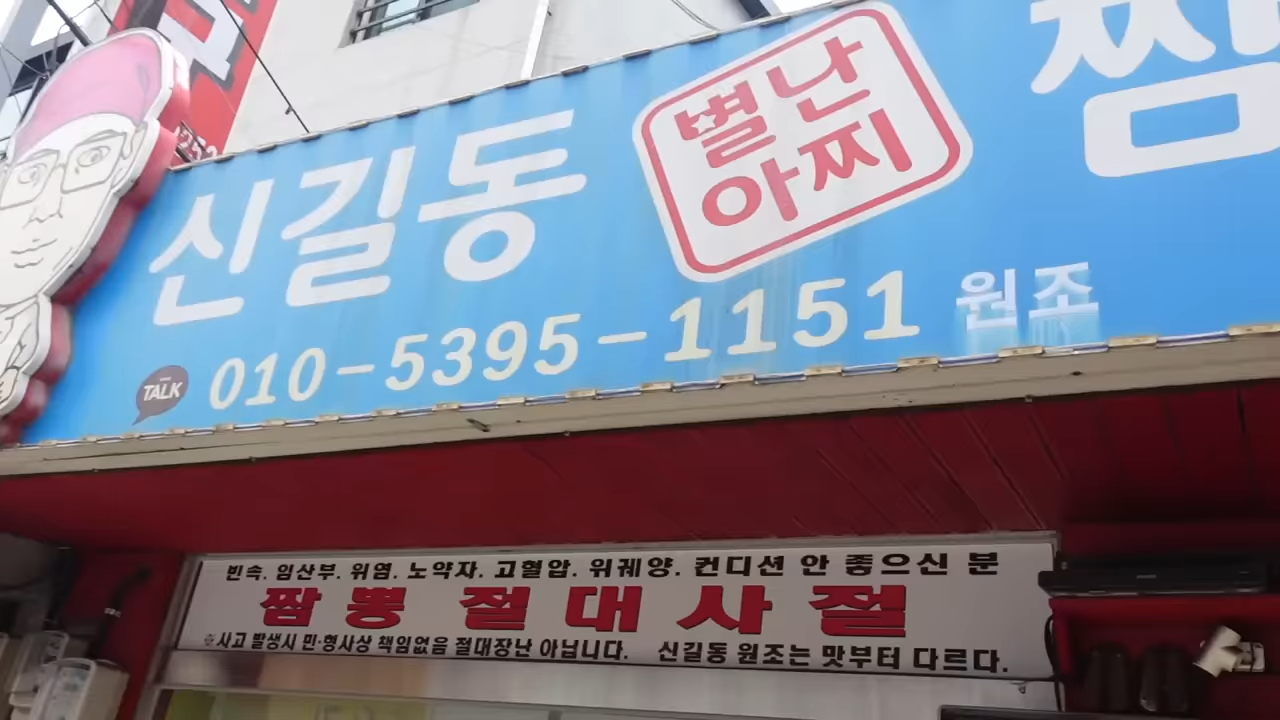 신길동 별난아찌 짬
TALK 010-5395-1151 원조
빈속. 임산부. 위염. 노약자. 고혈압. 위궤양. 컨디션 안 좋으신 분
짬뽕 절대사절
※사고 발생시 민·형사상 책임없음 절대장난 아닙니다. 신길동 원조는 맛부터 다르다.